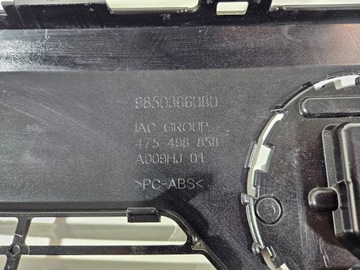 9850366080
IAC GROUP
475 498 858
A009HJ 01
>PC-ABS<